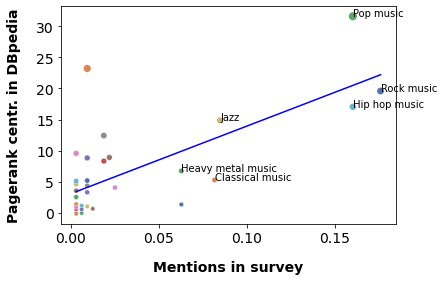 Pagerank centr. in DBpedia
30
25
20
15
10
5
0
Pop music
Rock music
Hip hop music
Jazz
Heavy metal music
Classical music
0.00 0.05 0.10 0.15
Mentions in survey